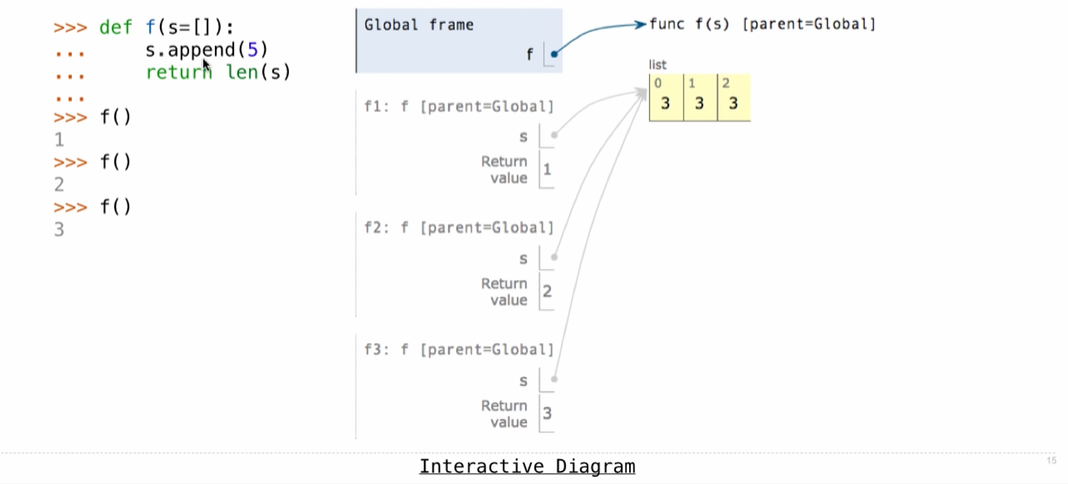 >>> def f(s=[]):
...     s.append(5)
...     return len(s)
...
>>> f()
1
>>> f()
2
>>> f()
3
Global frame
f
func f(s) [parent=Global]
list
0 1 2
3 3 3
f1: f [parent=Global]
s
Return
value 1
f2: f [parent=Global]
s
Return
value 2
f3: f [parent=Global]
s
Return
value 3
Interactive Diagram
15